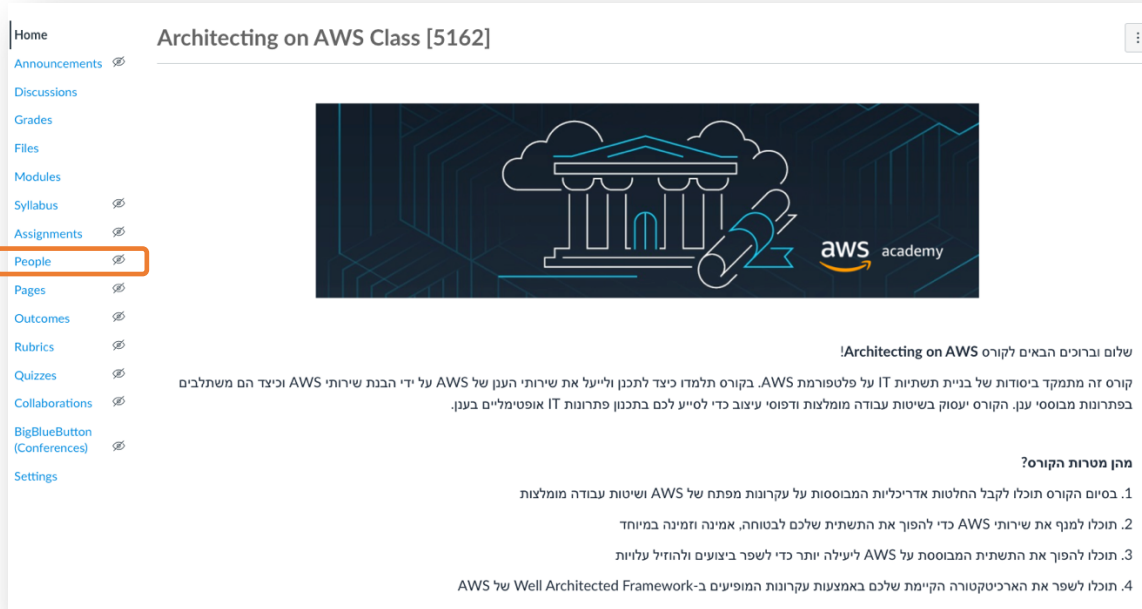 Home
Announcements
Discussions
Grades
Files
Modules
Syllabus
Assignments
People
Pages
Outcomes
Rubrics
Quizzes
Collaborations
BigBlueButton
(Conferences)
Settings
Architecting on AWS Class [5162]
aws academy
שלום וברוכים הבאים לקורס Architecting on AWS!
קורס זה מתמקד ביסודות של בניית תשתיות IT על פלטפורמת AWS. בקורס תלמדו כיצד לתכנן ולייעל את שירותי הענן של AWS על ידי הבנת שירותי AWS וכיצד הם משתלבים
בפתרונות מבוססי ענן. הקורס יעסוק בשיטות עבודה מומלצות ודפוסי עיצוב כדי לסייע לכם בתכנון פתרונות IT אופטימליים בענן.
מהן מטרות הקורס?
1. בסיום הקורס תוכלו לקבל החלטות אדריכליות המבוססות על עקרונות מפתח של AWS ושיטות עבודה מומלצות
2. תוכלו למנף את שירותי AWS כדי להפוך את התשתית שלכם לבטוחה, אמינה וזמינה במיוחד
3. תוכלו להפוך את התשתית המבוססת על AWS ליעילה יותר כדי לשפר ביצועים ולהוזיל עלויות
4. תוכלו לשפר את הארכיטקטורה הקיימת שלכם באמצעות עקרונות המופיעים ב-Well Architected Framework של AWS